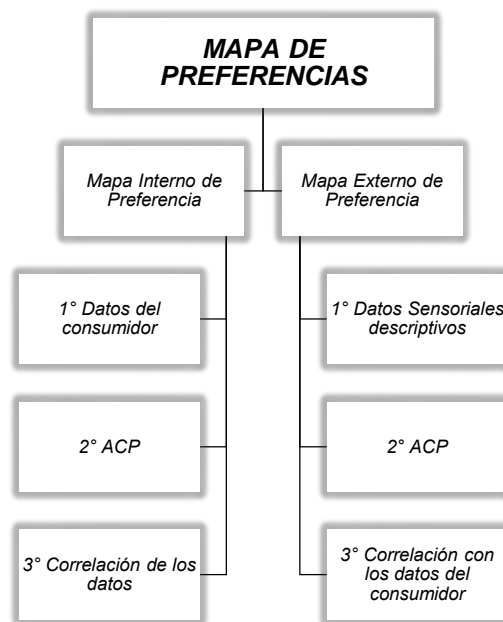 MAPA DE
PREFERENCIAS
Mapa Interno de
Preferencia
Mapa Externo de
Preferencia
1° Datos del
consumidor
1° Datos Sensoriales
descriptivos
2° ACP
2° ACP
3° Correlación de los
datos
3° Correlación con
los datos del
consumidor